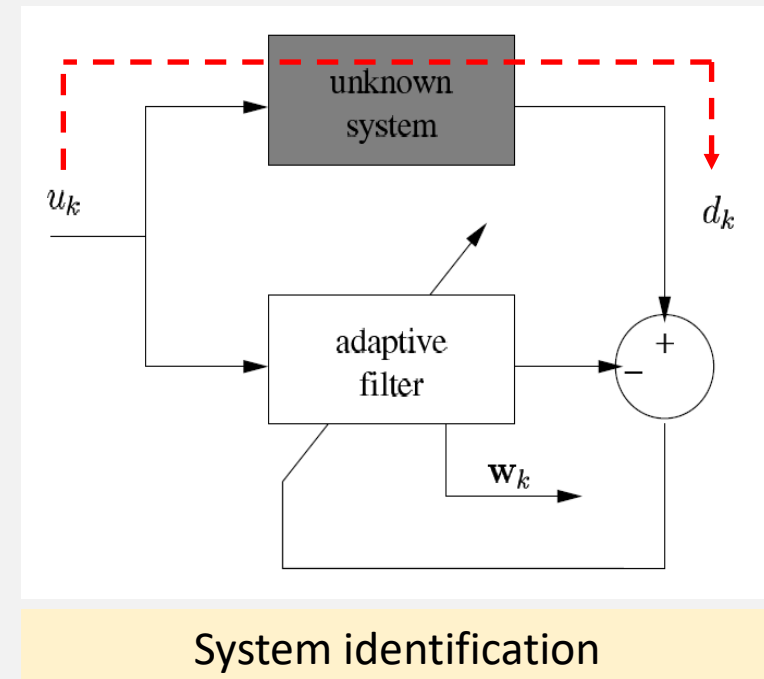 unknown
system
u_k
d_k
adaptive
filter
+
−
w_k
System identification